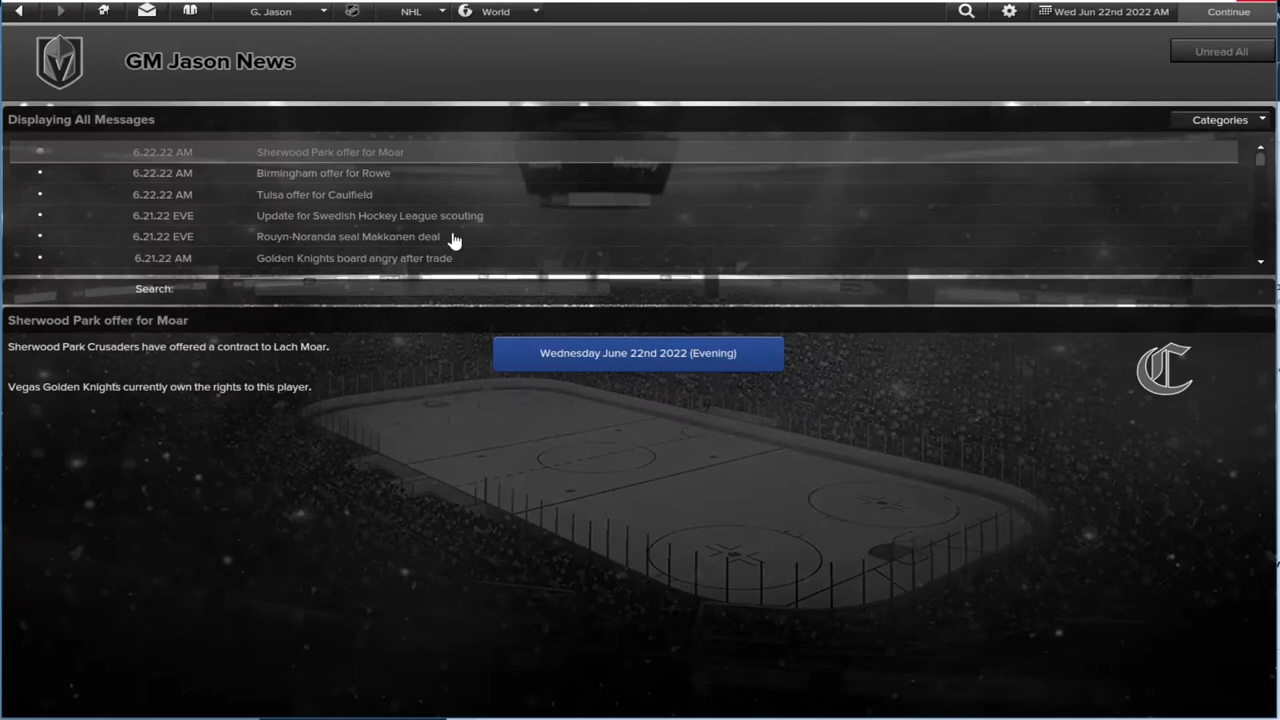 G. Jason
NHL
World
Wed Jun 22nd 2022 AM
Continue
GM Jason News
Unread All
Displaying All Messages
Categories
6.22.22 AM Sherwood Park offer for Moar
6.22.22 AM Birmingham offer for Rowe
6.22.22 AM Tulsa offer for Caulfield
6.21.22 EVE Update for Swedish Hockey League scouting
6.21.22 EVE Rouyn-Noranda seal Makkonen deal
6.21.22 AM Golden Knights board angry after trade
Search:
Sherwood Park offer for Moar
Sherwood Park Crusaders have offered a contract to Lach Moar.
Wednesday June 22nd 2022 (Evening)
Vegas Golden Knights currently own the rights to this player.